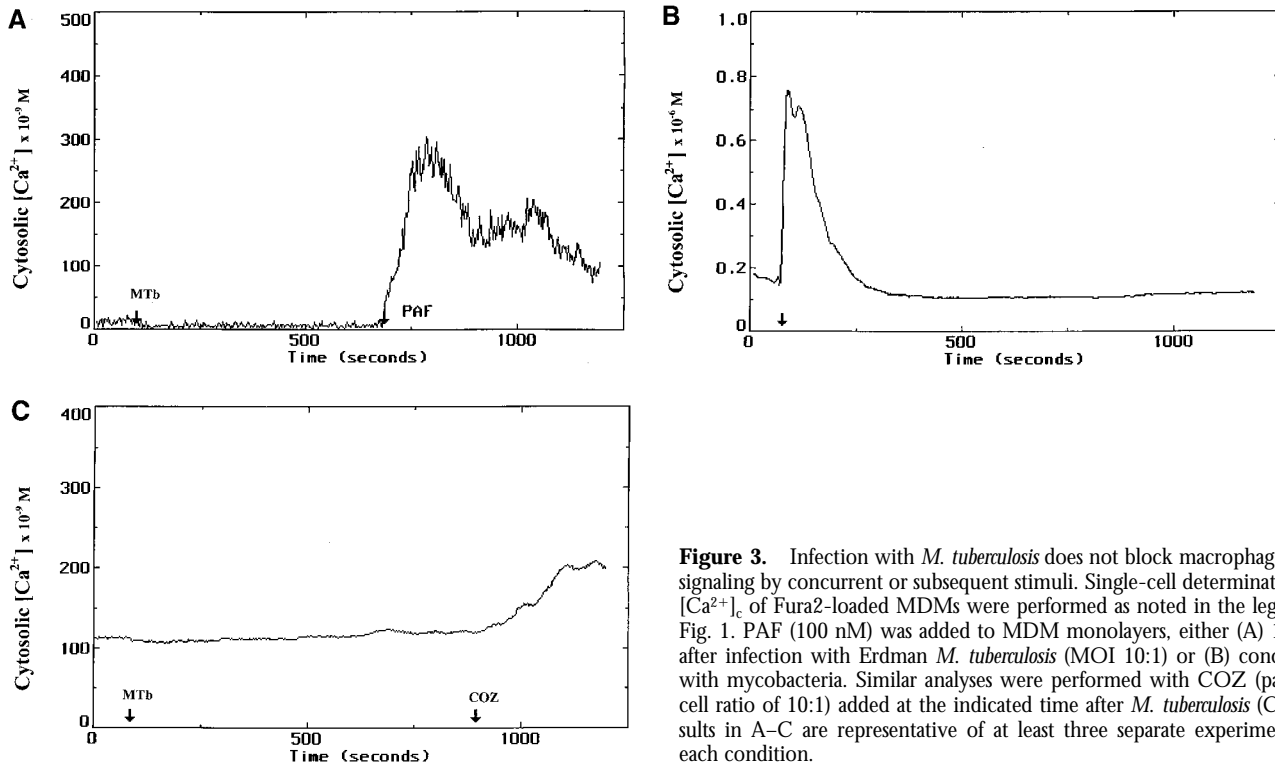 A
Cytosolic [Ca²⁺] x 10⁻⁹ M
500
400
300
200
100
0
MTb
PAF
0 500 1000
Time (seconds)
B
Cytosolic [Ca²⁺] x 10⁻⁶ M
1.0
0.8
0.6
0.4
0.2
0
0 500 1000
Time (seconds)
C
Cytosolic [Ca²⁺] x 10⁻⁹ M
400
300
200
100
0
MTb
COZ
0 500 1000
Time (seconds)
Figure 3. Infection with M. tuberculosis does not block macrophag
signaling by concurrent or subsequent stimuli. Single-cell determinat
[Ca²⁺]c of Fura2-loaded MDMs were performed as noted in the leg
Fig. 1. PAF (100 nM) was added to MDM monolayers, either (A) 1
after infection with Erdman M. tuberculosis (MOI 10:1) or (B) conc
with mycobacteria. Similar analyses were performed with COZ (pa
cell ratio of 10:1) added at the indicated time after M. tuberculosis (C
sults in A–C are representative of at least three separate experime
each condition.